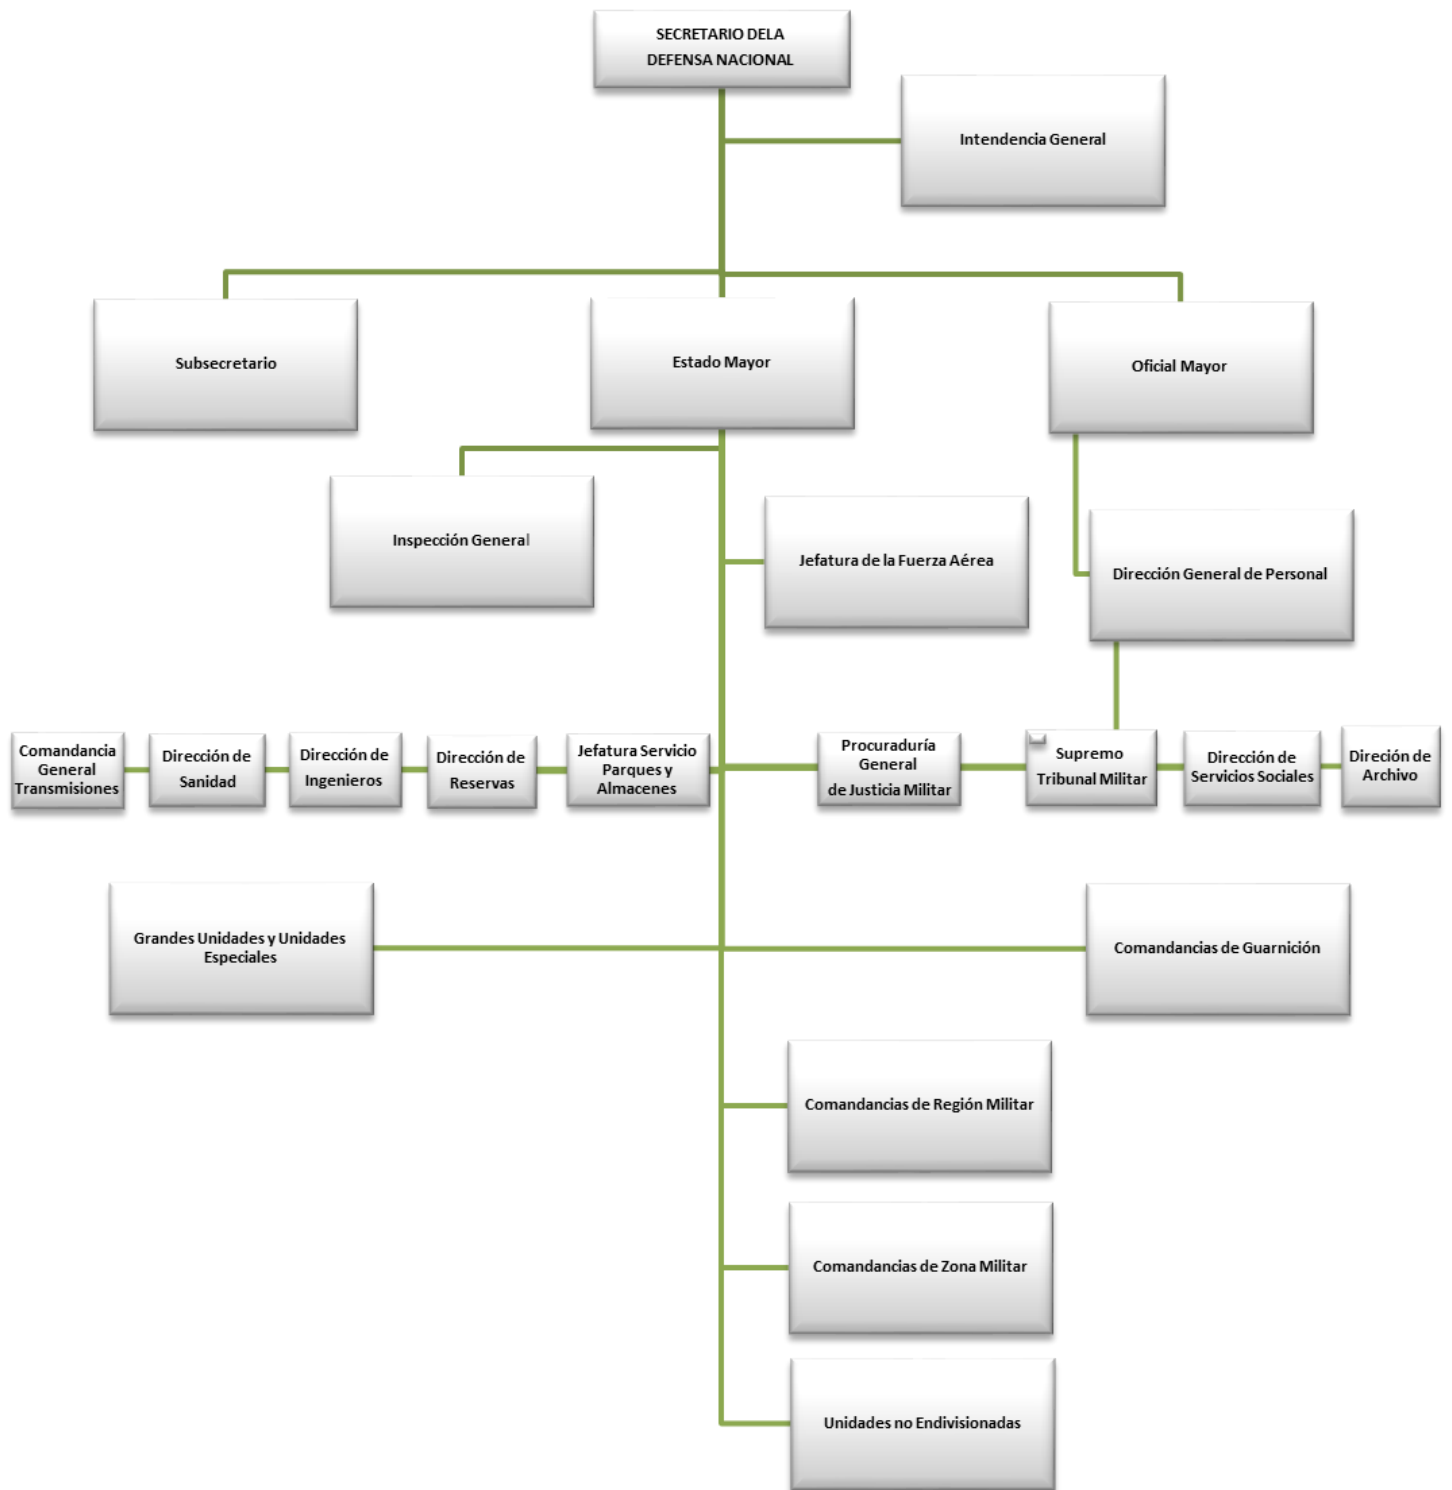 SECRETARIO DELA
DEFENSA NACIONAL
Intendencia General
Subsecretario
Estado Mayor
Oficial Mayor
Inspección General
Jefatura de la Fuerza Aérea
Dirección General de Personal
Comandancia
General
Transmisiones
Dirección de
Sanidad
Dirección de
Ingenieros
Dirección de
Reservas
Jefatura Servicio
Parques y
Almacenes
Procuraduría
General
de Justicia Militar
Supremo
Tribunal Militar
Dirección de
Servicios Sociales
Direción de
Archivo
Grandes Unidades y Unidades
Especiales
Comandancias de Guarnición
Comandancias de Región Militar
Comandancias de Zona Militar
Unidades no Endivisionadas